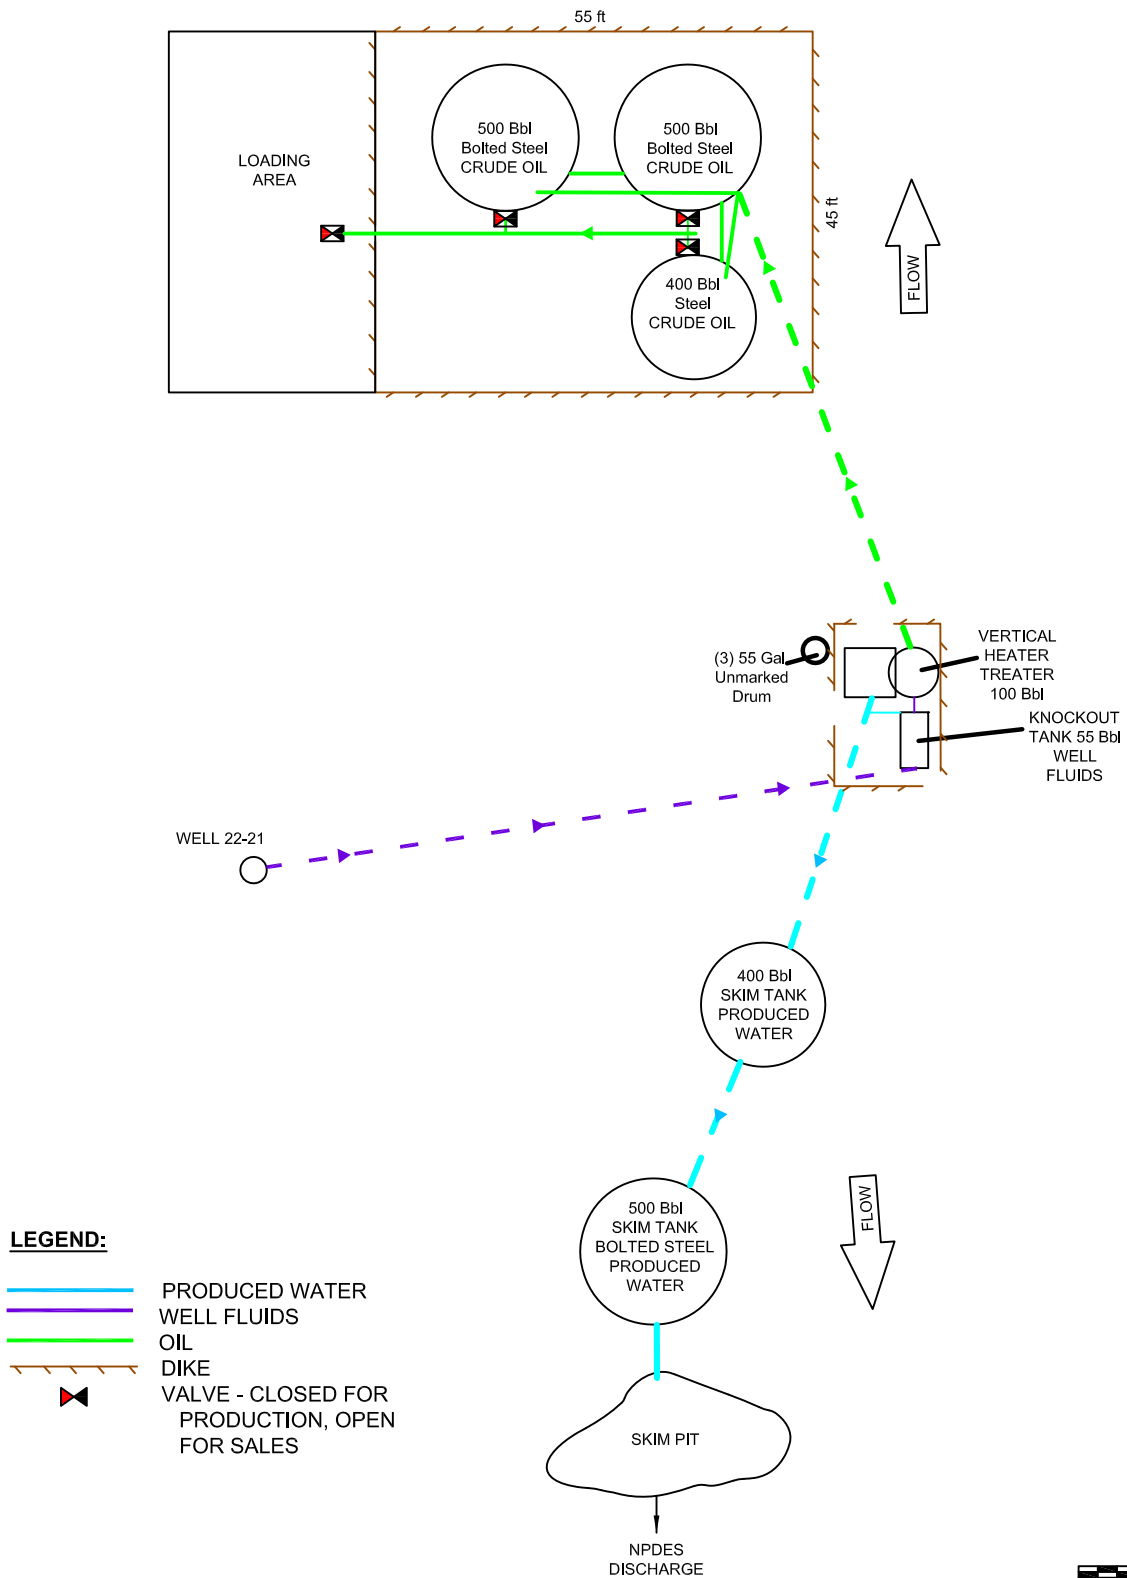 55 ft
500 Bbl
Bolted Steel
CRUDE OIL
500 Bbl
Bolted Steel
CRUDE OIL
LOADING
AREA
45 ft
FLOW
400 Bbl
Steel
CRUDE OIL
(3) 55 Gal
Unmarked
Drum
VERTICAL
HEATER
TREATER
100 Bbl
KNOCKOUT
TANK 55 Bbl
WELL
FLUIDS
WELL 22-21
400 Bbl
SKIM TANK
PRODUCED
WATER
500 Bbl
SKIM TANK
BOLTED STEEL
PRODUCED
WATER
FLOW
LEGEND:
PRODUCED WATER
WELL FLUIDS
OIL
DIKE
VALVE - CLOSED FOR
PRODUCTION, OPEN
FOR SALES
SKIM PIT
NPDES
DISCHARGE